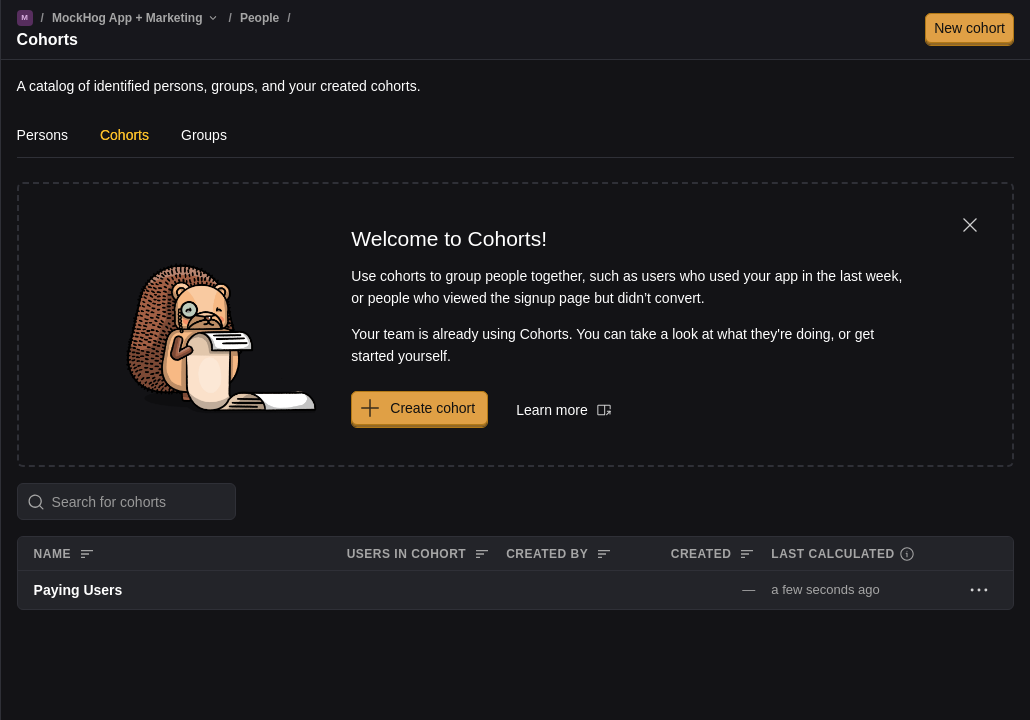 M / MockHog App + Marketing / People /
Cohorts
New cohort
A catalog of identified persons, groups, and your created cohorts.
Persons Cohorts Groups
Welcome to Cohorts!
Use cohorts to group people together, such as users who used your app in the last week,
or people who viewed the signup page but didn’t convert.
Your team is already using Cohorts. You can take a look at what they're doing, or get
started yourself.
Create cohort Learn more
Search for cohorts
NAME USERS IN COHORT CREATED BY CREATED LAST CALCULATED
Paying Users — a few seconds ago